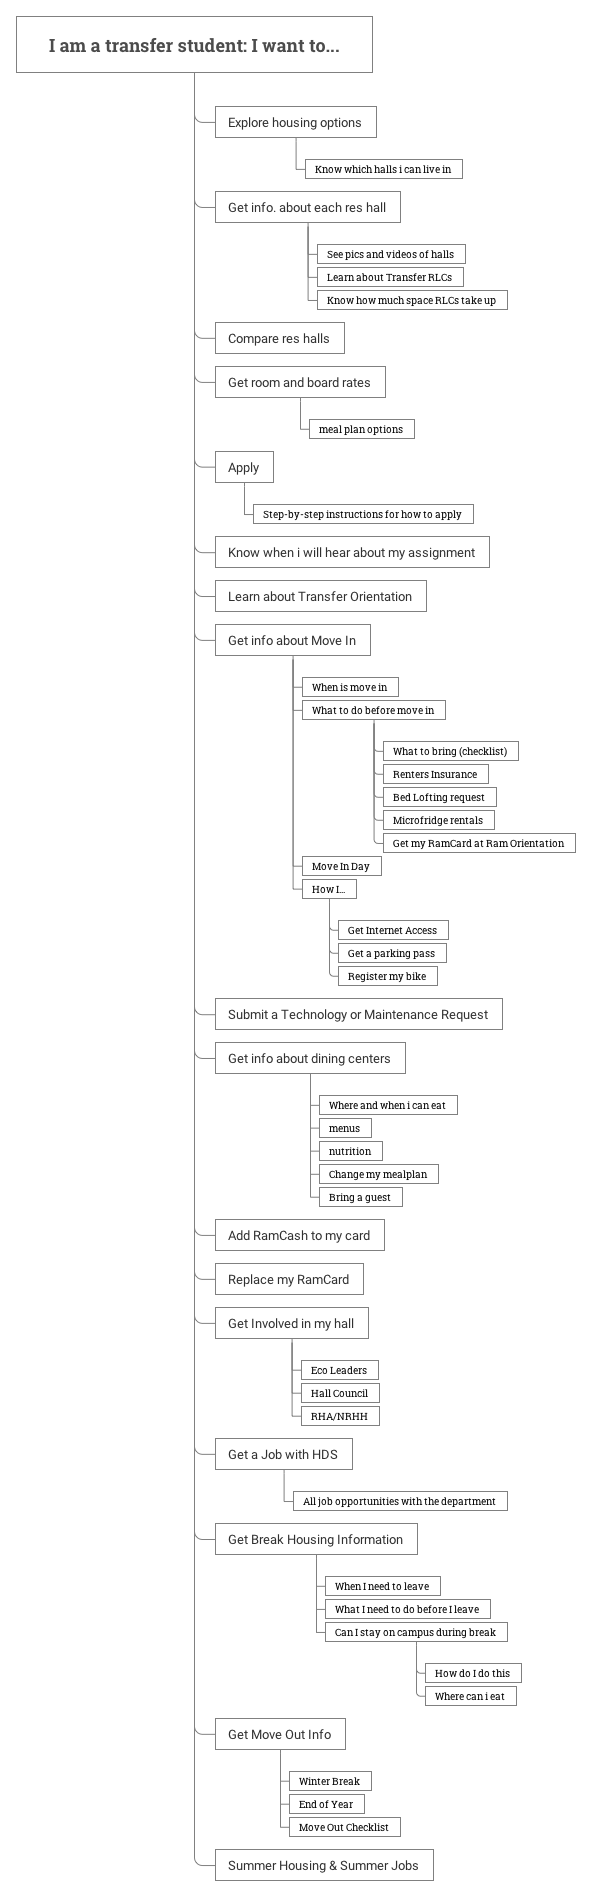 I am a transfer student: I want to...
Explore housing options
Know which halls i can live in
Get info. about each res hall
See pics and videos of halls
Learn about Transfer RLCs
Know how much space RLCs take up
Compare res halls
Get room and board rates
meal plan options
Apply
Step-by-step instructions for how to apply
Know when i will hear about my assignment
Learn about Transfer Orientation
Get info about Move In
When is move in
What to do before move in
What to bring (checklist)
Renters Insurance
Bed Lofting request
Microfridge rentals
Get my RamCard at Ram Orientation
Move In Day
How I...
Get Internet Access
Get a parking pass
Register my bike
Submit a Technology or Maintenance Request
Get info about dining centers
Where and when i can eat
menus
nutrition
Change my mealplan
Bring a guest
Add RamCash to my card
Replace my RamCard
Get Involved in my hall
Eco Leaders
Hall Council
RHA/NRHH
Get a Job with HDS
All job opportunities with the department
Get Break Housing Information
When I need to leave
What I need to do before I leave
Can I stay on campus during break
How do I do this
Where can i eat
Get Move Out Info
Winter Break
End of Year
Move Out Checklist
Summer Housing & Summer Jobs